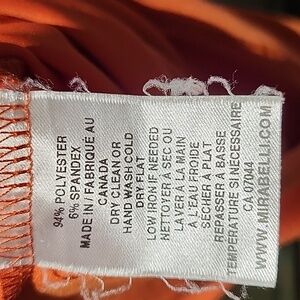 94% POLYESTER
6% SPANDEX
MADE IN / FABRIQUÉ AU
CANADA
DRY CLEAN OR
HAND WASH COLD
DRY FLAT
LOW IRON IF NEEDED
NETTOYER À SEC OU
LAVER À LA MAIN
À L'EAU FROIDE
SÉCHER À PLAT
REPASSER À BASSE
TEMPÉRATURE SI NÉCESSAIRE
CA 07044
WWW.MIRABELLI.COM